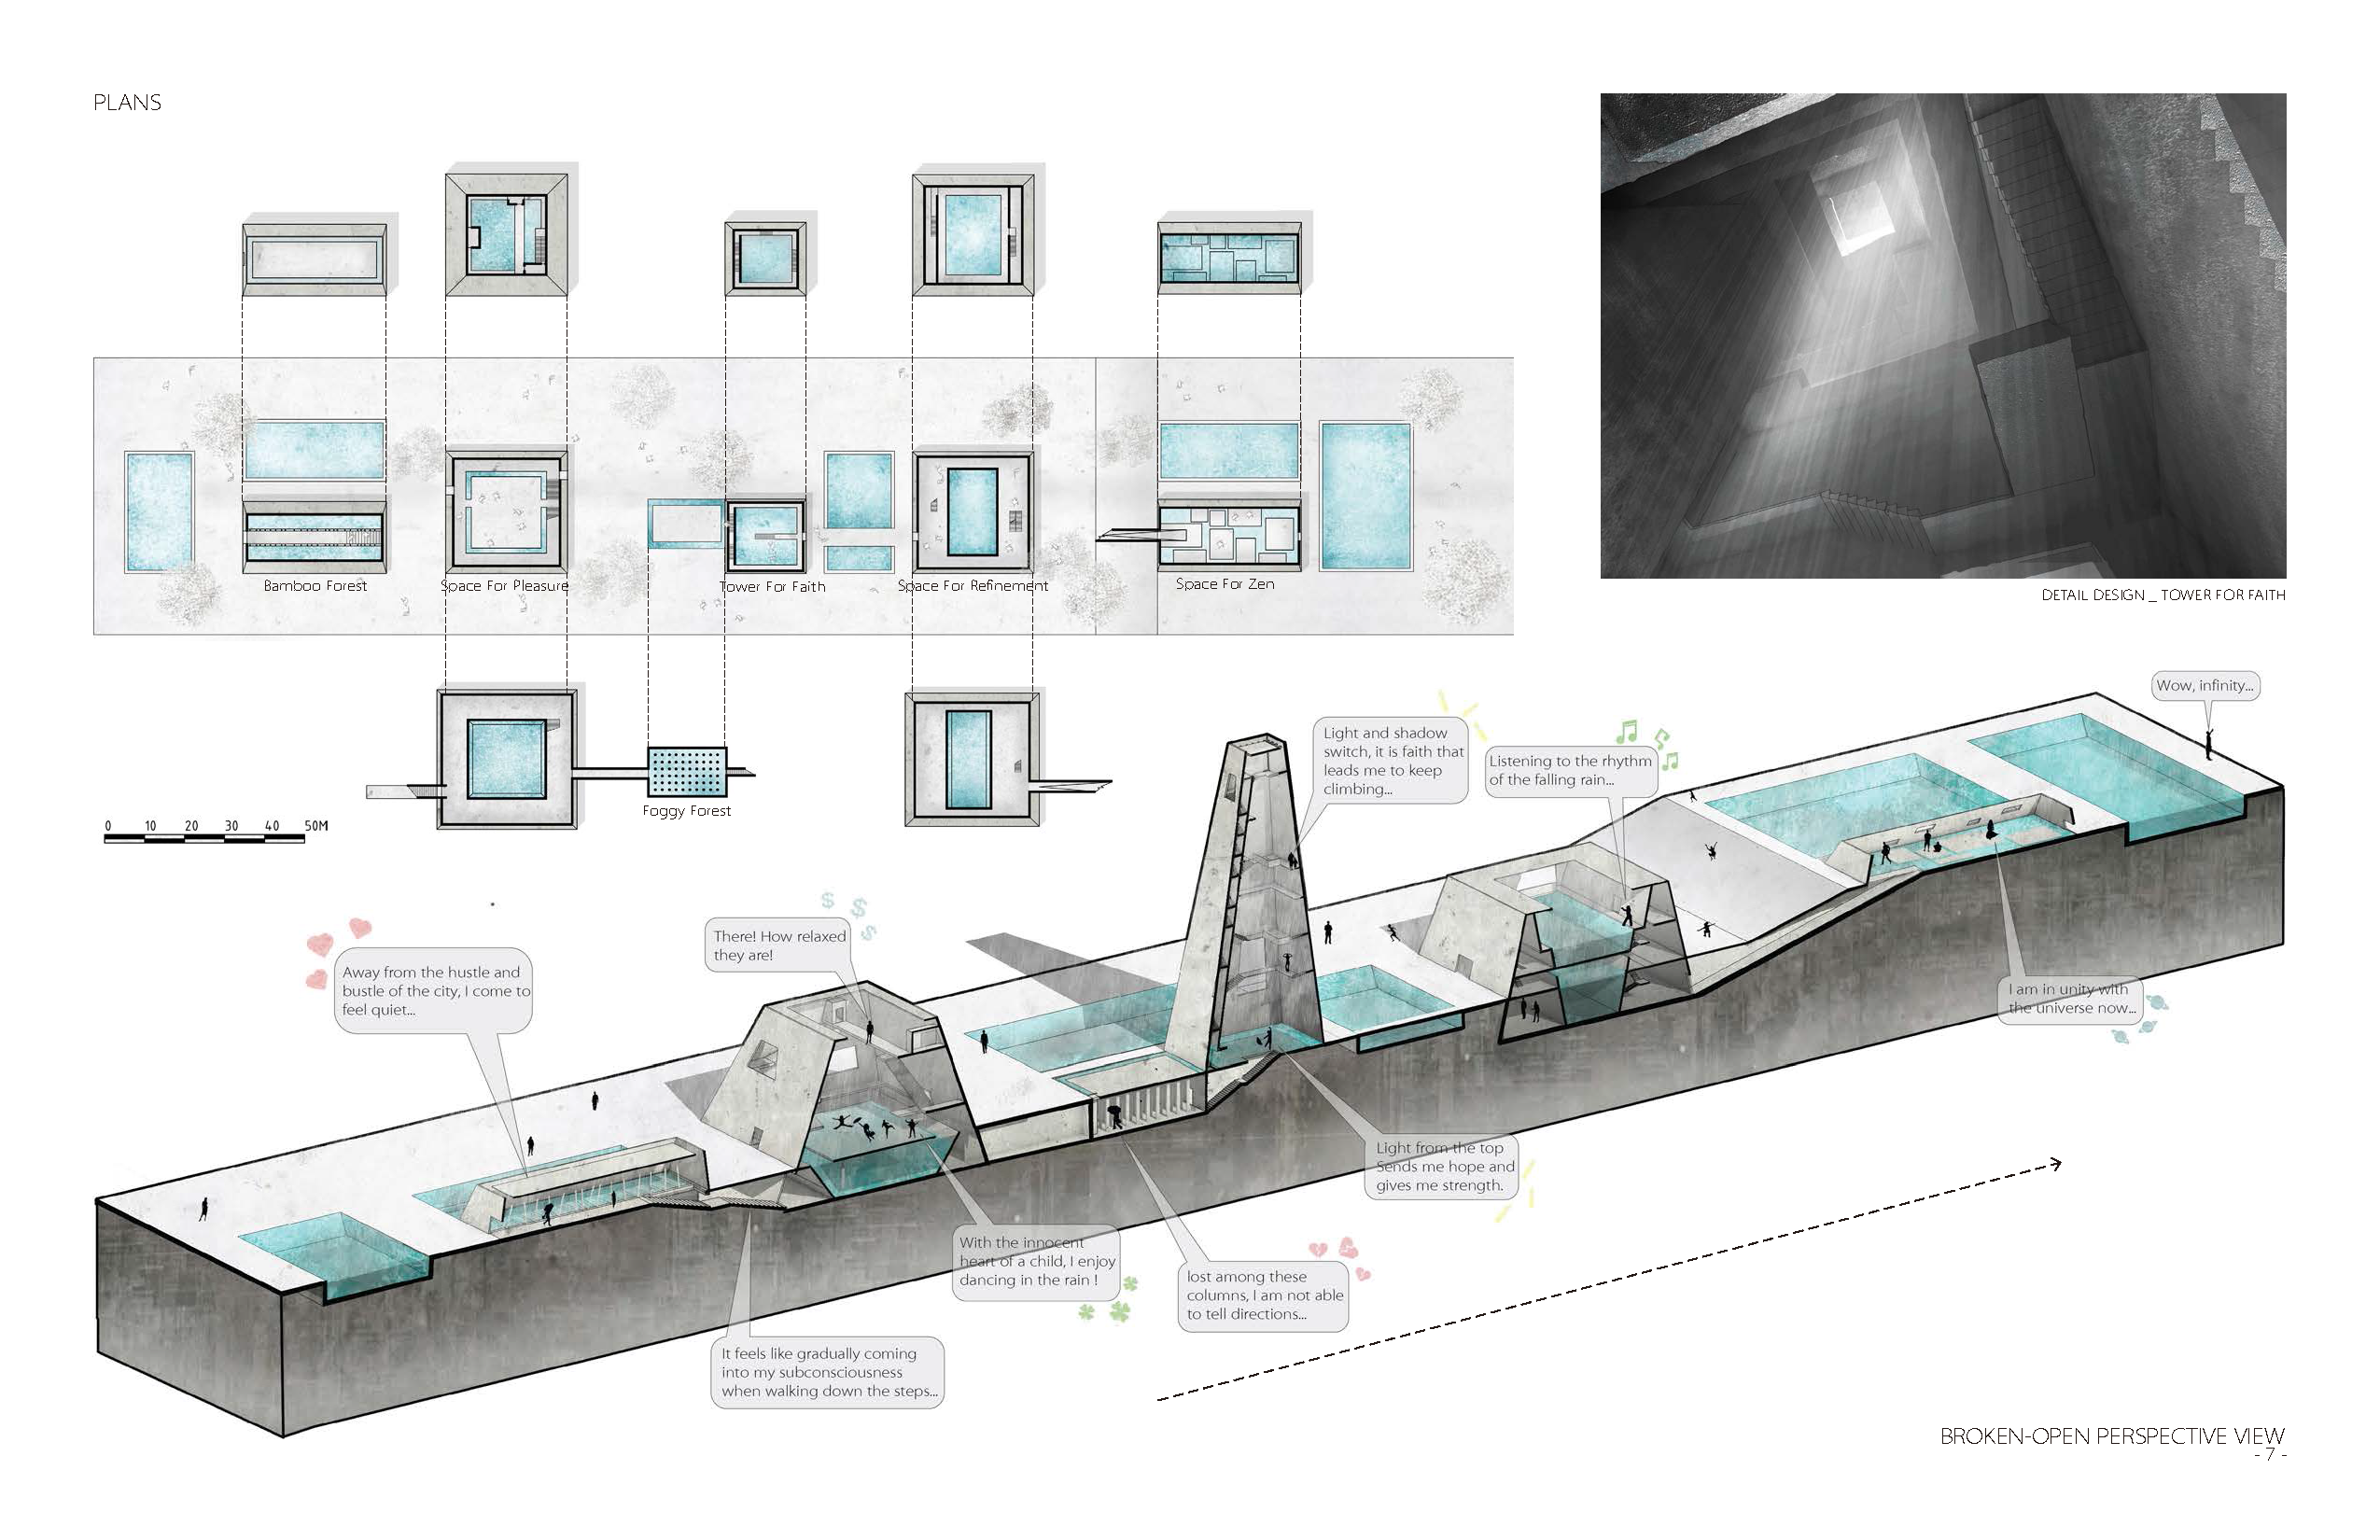 PLANS
Bamboo Forest
Space For Pleasure
Tower For Faith
Space For Refinement
Space For Zen
DETAIL DESIGN _ TOWER FOR FAITH
Foggy Forest
0 10 20 30 40 50M
Wow, infinity...
Light and shadow
switch, it is faith that
leads me to keep
climbing...
Listening to the rhythm
of the falling rain...
There! How relaxed
they are!
Away from the hustle and
bustle of the city, I come to
feel quiet...
I am in unity with
the universe now...
Light from the top
Sends me hope and
gives me strength.
With the innocent
heart of a child, I enjoy
dancing in the rain !
lost among these
columns, I am not able
to tell directions...
It feels like gradually coming
into my subconsciousness
when walking down the steps...
BROKEN-OPEN PERSPECTIVE VIEW
- 7 -